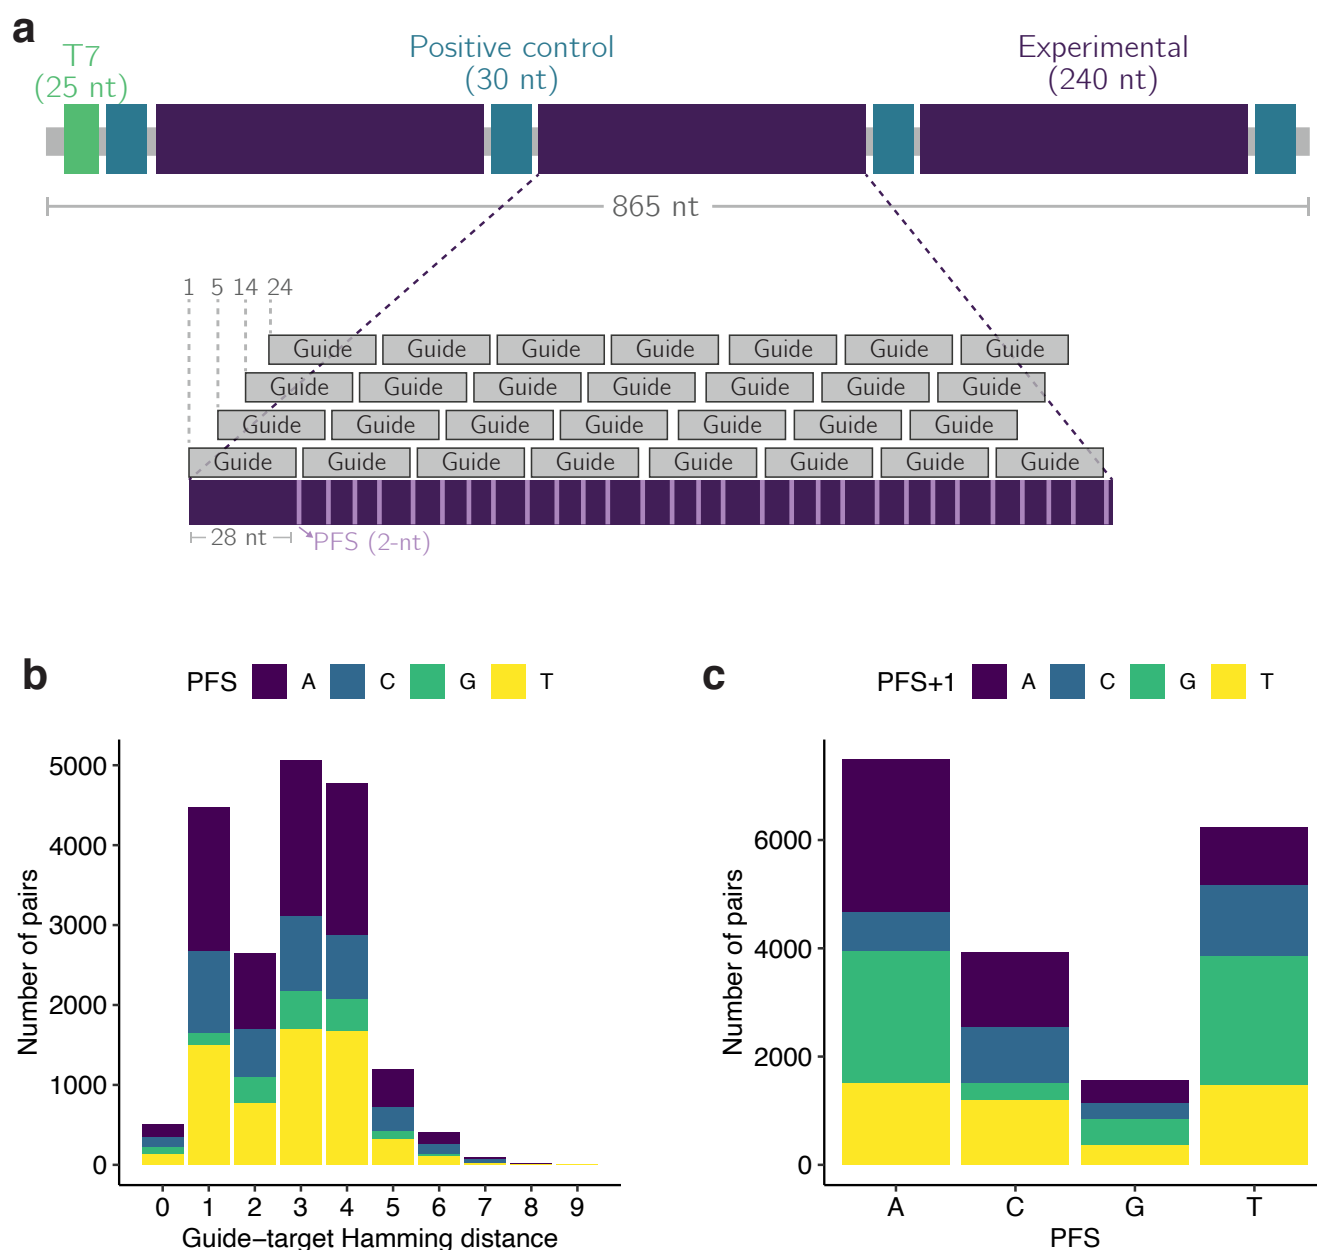 a
T7
(25 nt)
Positive control
(30 nt)
Experimental
(240 nt)
865 nt
1 5 14 24
Guide Guide Guide Guide Guide Guide Guide
Guide Guide Guide Guide Guide Guide Guide
Guide Guide Guide Guide Guide Guide Guide
Guide Guide Guide Guide Guide Guide Guide Guide
28 nt
PFS (2-nt)
b
PFS A C G T
Number of pairs
5000
4000
3000
2000
1000
0
0 1 2 3 4 5 6 7 8 9
Guide–target Hamming distance
c
PFS+1 A C G T
Number of pairs
6000
4000
2000
0
A C G T
PFS